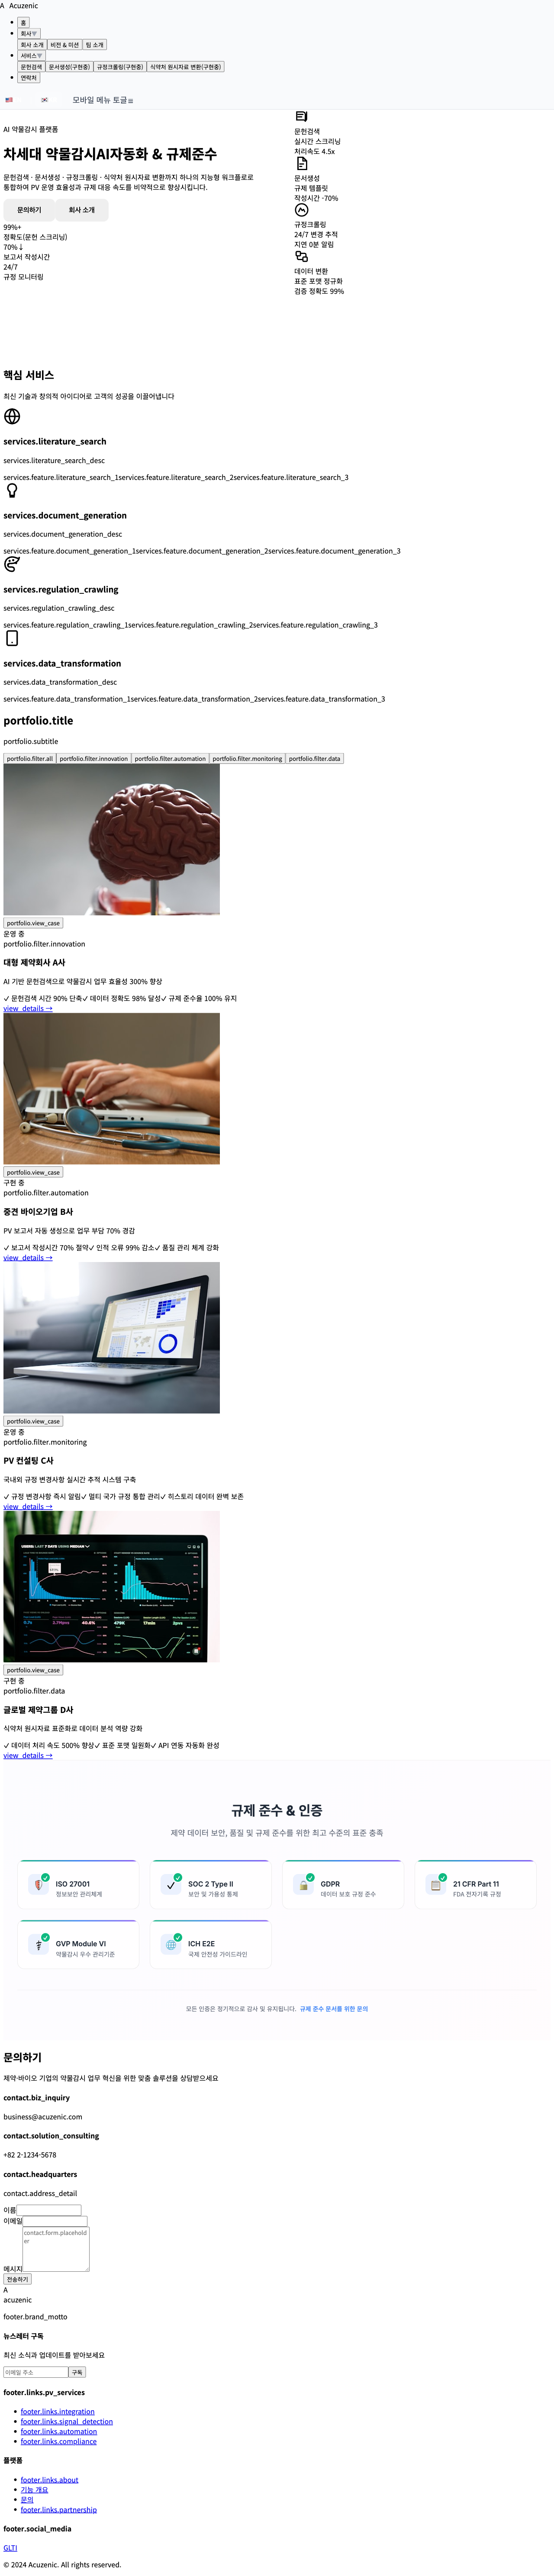 A Acuzenic
홈
회사▽
회사 소개 비전 & 미션 팀 소개
서비스▽
문헌검색 문서생성(구현중) 규정크롤링(구현중) 식약처 원시자료 변환(구현중)
연락처
모바일 메뉴 토글≡
AI 약물감시 플랫폼
차세대 약물감시AI자동화 & 규제준수
문헌검색 · 문서생성 · 규정크롤링 · 식약처 원시자료 변환까지 하나의 지능형 워크플로로
통합하여 PV 운영 효율성과 규제 대응 속도를 비약적으로 향상시킵니다.
문의하기 회사 소개
99%+
정확도(문헌 스크리닝)
70%↓
보고서 작성시간
24/7
규정 모니터링
문헌검색
실시간 스크리닝
처리속도 4.5x
문서생성
규제 템플릿
작성시간 -70%
규정크롤링
24/7 변경 추적
지연 0분 알림
데이터 변환
표준 포맷 정규화
검증 정확도 99%
핵심 서비스
최신 기술과 창의적 아이디어로 고객의 성공을 이끌어냅니다
services.literature_search
services.literature_search_desc
services.feature.literature_search_1services.feature.literature_search_2services.feature.literature_search_3
services.document_generation
services.document_generation_desc
services.feature.document_generation_1services.feature.document_generation_2services.feature.document_generation_3
services.regulation_crawling
services.regulation_crawling_desc
services.feature.regulation_crawling_1services.feature.regulation_crawling_2services.feature.regulation_crawling_3
services.data_transformation
services.data_transformation_desc
services.feature.data_transformation_1services.feature.data_transformation_2services.feature.data_transformation_3
portfolio.title
portfolio.subtitle
portfolio.filter.all portfolio.filter.innovation portfolio.filter.automation portfolio.filter.monitoring portfolio.filter.data
portfolio.view_case
운영 중
portfolio.filter.innovation
대형 제약회사 A사
AI 기반 문헌검색으로 약물감시 업무 효율성 300% 향상
✓ 문헌검색 시간 90% 단축✓ 데이터 정확도 98% 달성✓ 규제 준수율 100% 유지
view_details →
portfolio.view_case
구현 중
portfolio.filter.automation
중견 바이오기업 B사
PV 보고서 자동 생성으로 업무 부담 70% 경감
✓ 보고서 작성시간 70% 절약✓ 인적 오류 99% 감소✓ 품질 관리 체계 강화
view_details →
portfolio.view_case
운영 중
portfolio.filter.monitoring
PV 컨설팅 C사
국내외 규정 변경사항 실시간 추적 시스템 구축
✓ 규정 변경사항 즉시 알림✓ 멀티 국가 규정 통합 관리✓ 히스토리 데이터 완벽 보존
view_details →
portfolio.view_case
구현 중
portfolio.filter.data
글로벌 제약그룹 D사
식약처 원시자료 표준화로 데이터 분석 역량 강화
✓ 데이터 처리 속도 500% 향상✓ 표준 포맷 일원화✓ API 연동 자동화 완성
view_details →
규제 준수 & 인증
제약 데이터 보안, 품질 및 규제 준수를 위한 최고 수준의 표준 충족
ISO 27001
정보보안 관리체계
SOC 2 Type II
보안 및 가용성 통제
GDPR
데이터 보호 규정 준수
21 CFR Part 11
FDA 전자기록 규정
GVP Module VI
약물감시 우수 관리기준
ICH E2E
국제 안전성 가이드라인
모든 인증은 정기적으로 감사 및 유지됩니다. 규제 준수 문서를 위한 문의
문의하기
제약·바이오 기업의 약물감시 업무 혁신을 위한 맞춤 솔루션을 상담받으세요
contact.biz_inquiry
business@acuzenic.com
contact.solution_consulting
+82 2-1234-5678
contact.headquarters
contact.address_detail
이름
이메일
contact.form.placehold
er
메시지
전송하기
A
acuzenic
footer.brand_motto
뉴스레터 구독
최신 소식과 업데이트를 받아보세요
이메일 주소 구독
footer.links.pv_services
footer.links.integration
footer.links.signal_detection
footer.links.automation
footer.links.compliance
플랫폼
footer.links.about
기능 개요
문의
footer.links.partnership
footer.social_media
GLTI
© 2024 Acuzenic. All rights reserved.